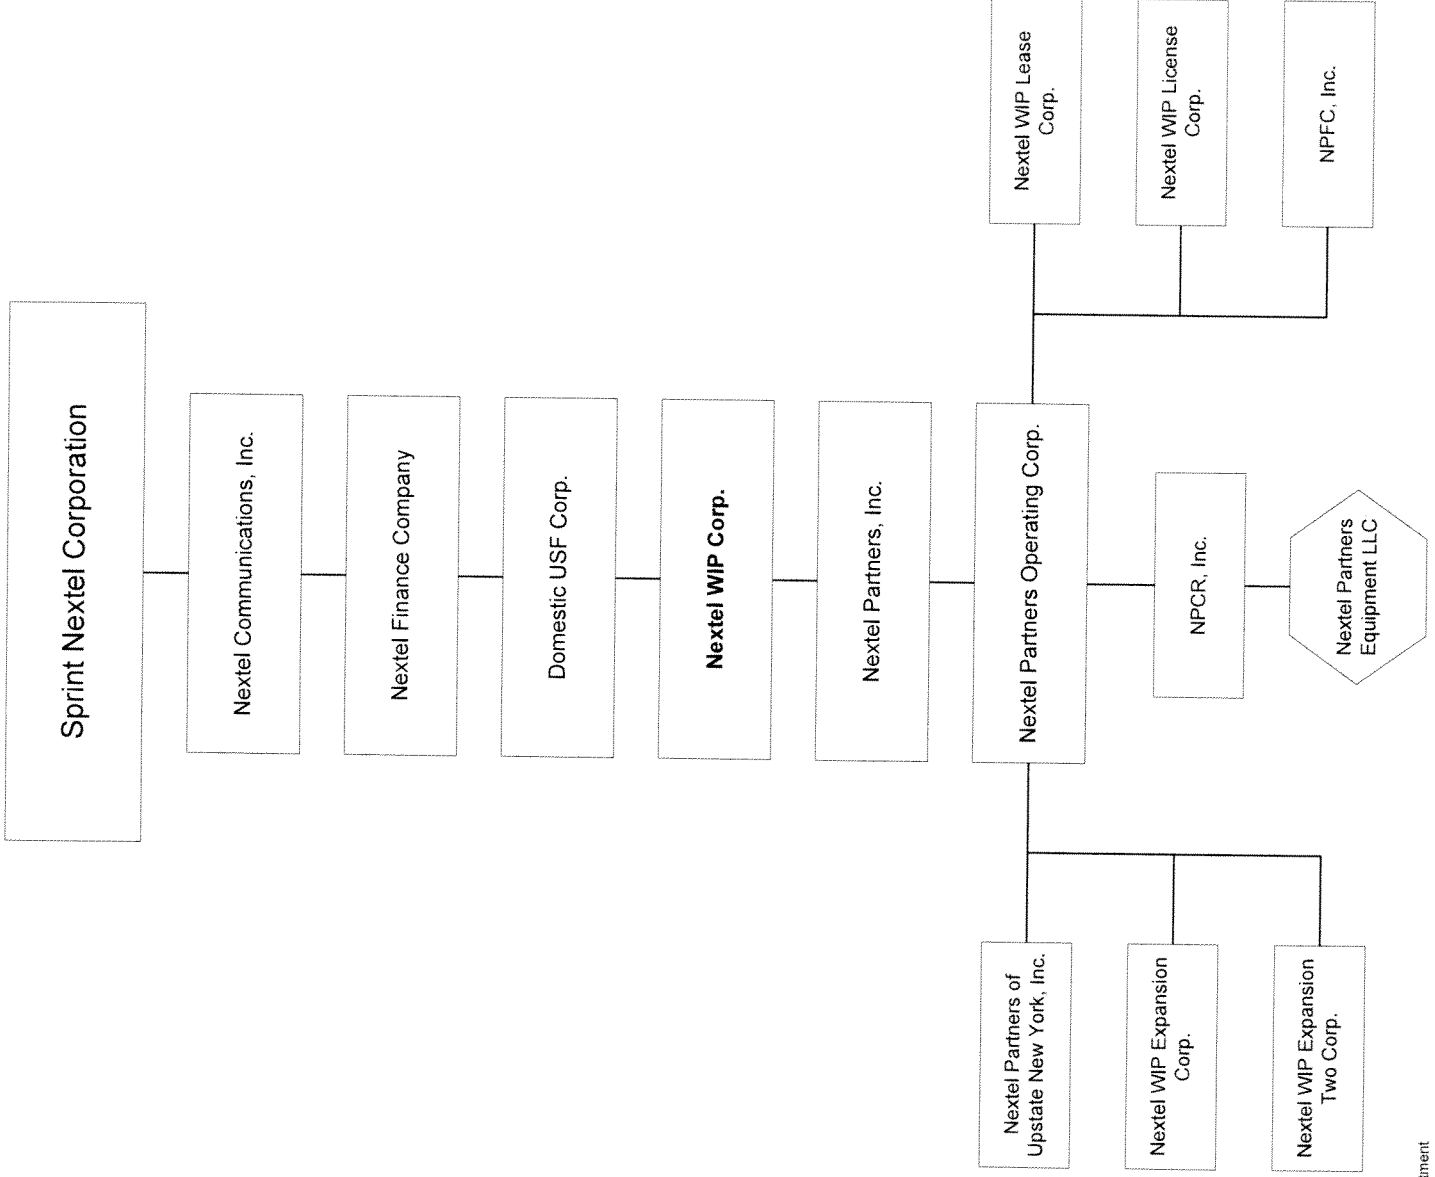 Sprint Nextel Corporation
Nextel Communications, Inc.
Nextel Finance Company
Domestic USF Corp.
Nextel WIP Corp.
Nextel Partners, Inc.
Nextel Partners Operating Corp.
Nextel Partners of
Upstate New York, Inc.
Nextel WIP Expansion
Corp.
Nextel WIP Expansion
Two Corp.
NPCR, Inc.
Nextel Partners
Equipment LLC
Nextel WIP Lease
Corp.
Nextel WIP License
Corp.
NPFC, Inc.